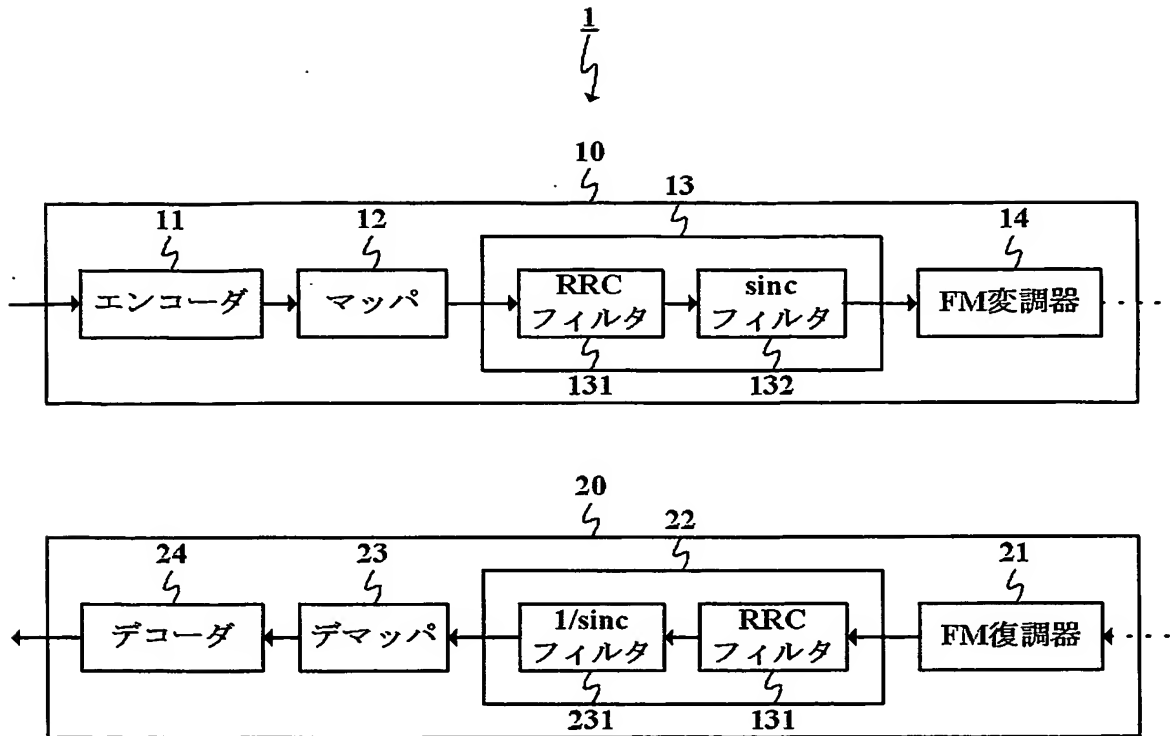 1
10
13
11
12
14
エンコーダ
マッパ
RRC
フィルタ
sinc
フィルタ
FM変調器
131
132
20
22
24
23
21
デコーダ
デマッパ
1/sinc
フィルタ
RRC
フィルタ
FM復調器
231
131